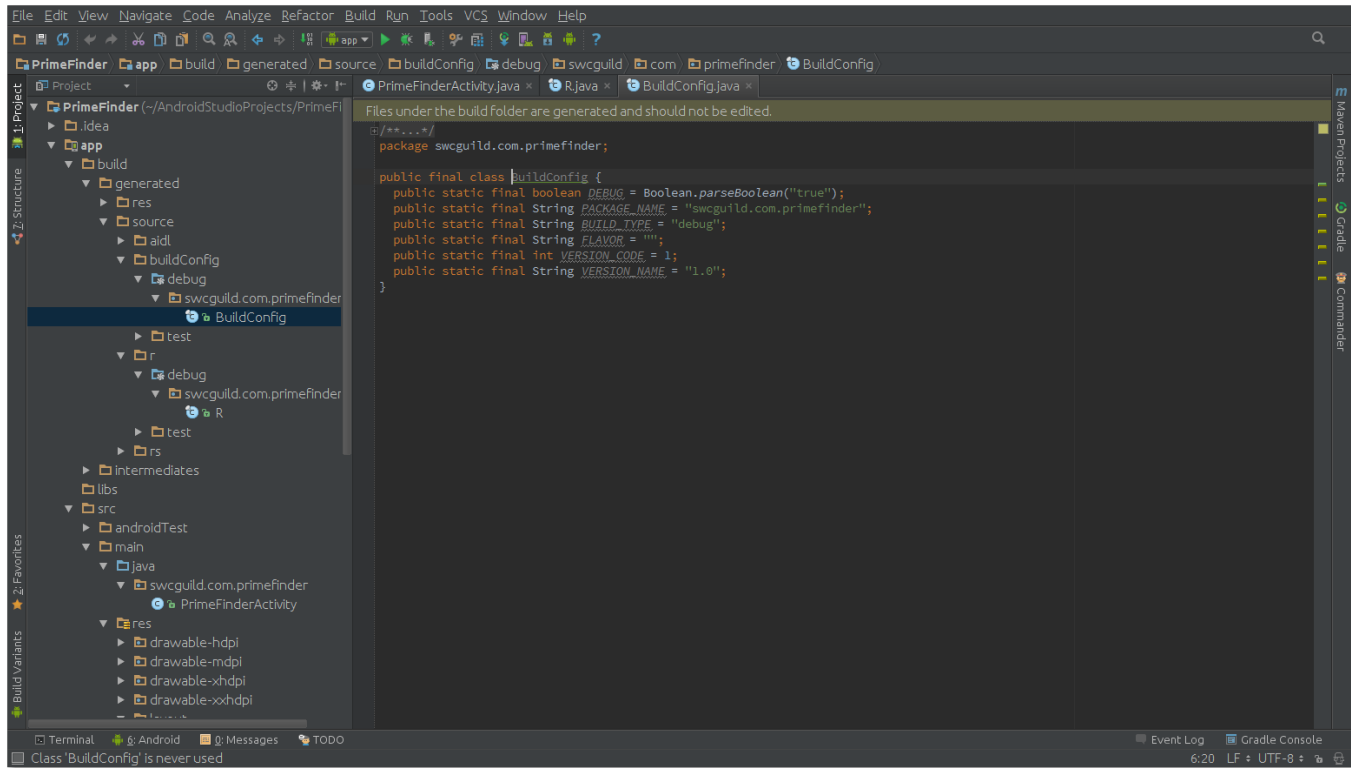 File Edit View Navigate Code Analyze Refactor Build Run Tools VCS Window Help
app
PrimeFinder app build generated source buildConfig debug swcguild com primefinder BuildConfig
Project
PrimeFinderActivity.java × R.java × BuildConfig.java ×
1: Project
Z: Structure
2: Favorites
Build Variants
PrimeFinder (~/AndroidStudioProjects/PrimeFi
.idea
app
build
generated
res
source
aidl
buildConfig
debug
swcguild.com.primefinder
BuildConfig
test
r
debug
swcguild.com.primefinder
R
test
rs
intermediates
libs
src
androidTest
main
java
swcguild.com.primefinder
PrimeFinderActivity
res
drawable-hdpi
drawable-mdpi
drawable-xhdpi
drawable-xxhdpi
Files under the build folder are generated and should not be edited.
/**...*/
package swcguild.com.primefinder;
public final class BuildConfig {
public static final boolean DEBUG = Boolean.parseBoolean("true");
public static final String PACKAGE_NAME = "swcguild.com.primefinder";
public static final String BUILD_TYPE = "debug";
public static final String FLAVOR = "";
public static final int VERSION_CODE = 1;
public static final String VERSION_NAME = "1.0";
}
m Maven Projects
Gradle
Commander
Terminal 6: Android 0: Messages TODO Event Log Gradle Console
Class 'BuildConfig' is never used 6:20 LF UTF-8